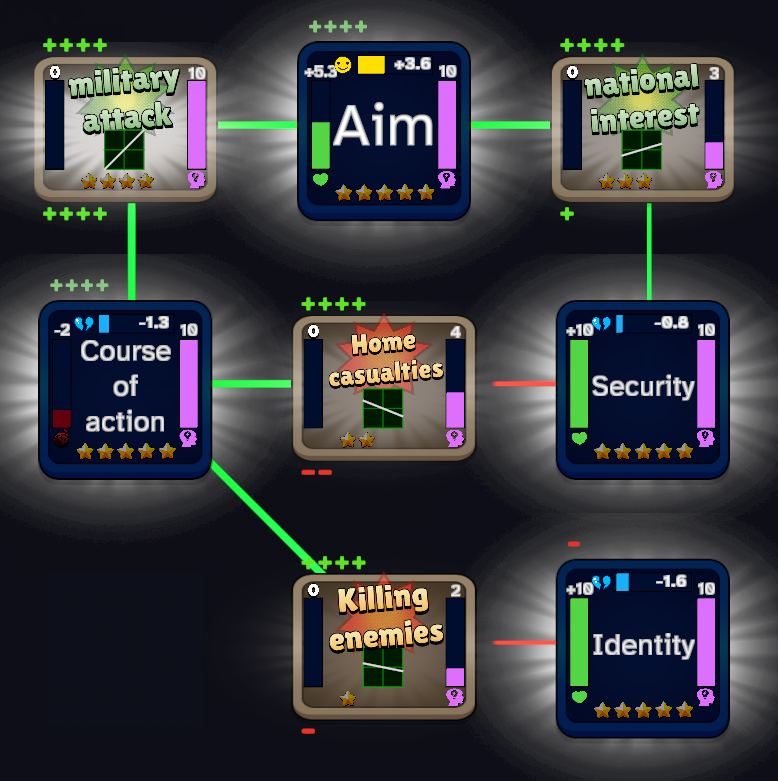 ++++
++++
++++
0
military
attack
10
+5.3
+3.6
10
Aim
0
national
interest
3
++++
+
++++
-2
-1.3
10
Course
of
action
++++
0
Home
casualties
4
--
+10
-0.8
10
Security
++++
0
Killing
enemies
2
-
-
+10
-1.6
10
Identity